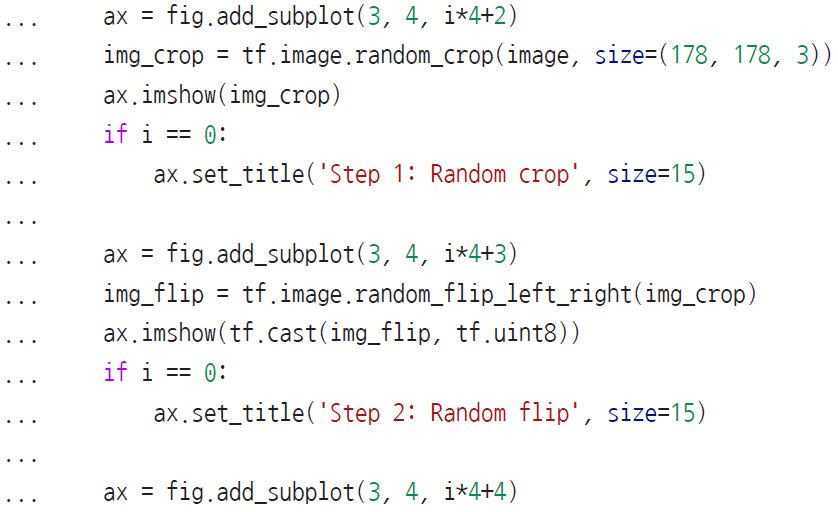 ...     ax = fig.add_subplot(3, 4, i*4+2)
...     img_crop = tf.image.random_crop(image, size=(178, 178, 3))
...     ax.imshow(img_crop)
...     if i == 0:
...         ax.set_title('Step 1: Random crop', size=15)
...
...     ax = fig.add_subplot(3, 4, i*4+3)
...     img_flip = tf.image.random_flip_left_right(img_crop)
...     ax.imshow(tf.cast(img_flip, tf.uint8))
...     if i == 0:
...         ax.set_title('Step 2: Random flip', size=15)
...
...     ax = fig.add_subplot(3, 4, i*4+4)